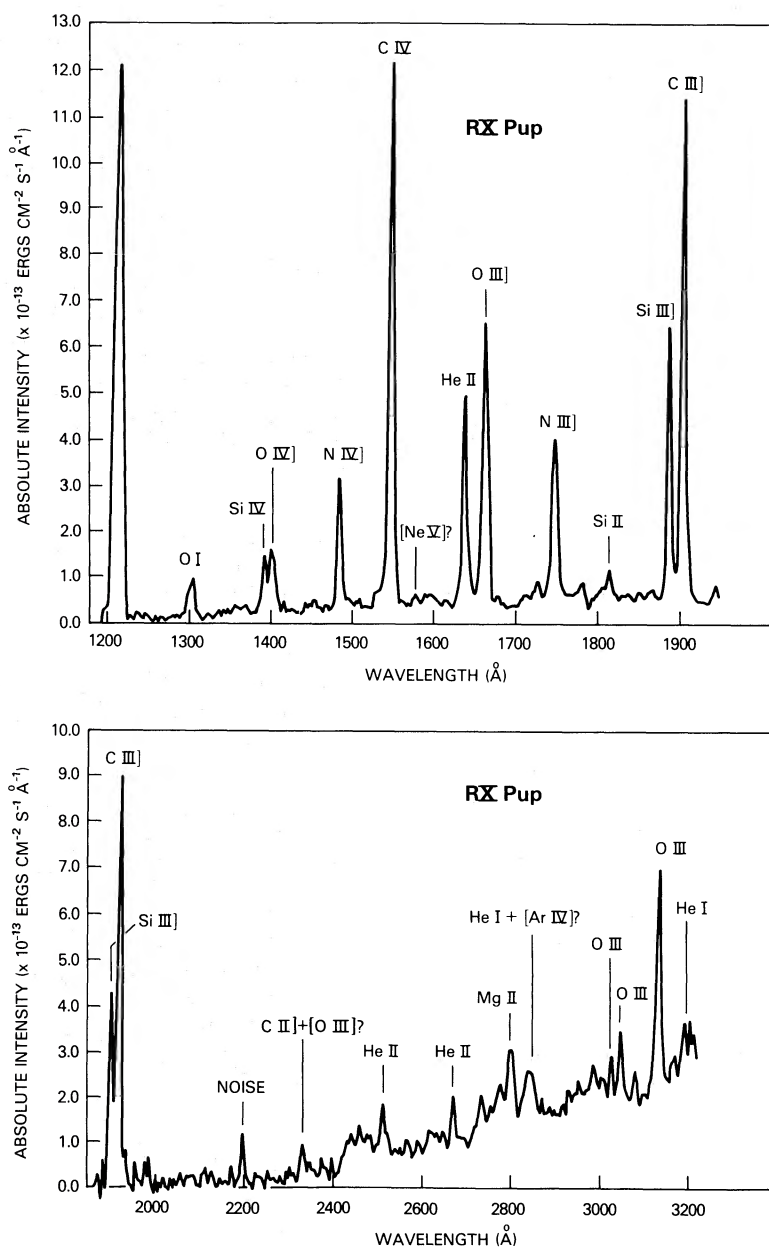 RX Pup
ABSOLUTE INTENSITY (x 10⁻¹³ ERGS CM⁻² S⁻¹ Å⁻¹)
13.0
12.0
11.0
10.0
9.0
8.0
7.0
6.0
5.0
4.0
3.0
2.0
1.0
0.0
O I
Si IV
O IV]
N IV]
C IV
[Ne V]?
He II
O III]
N III]
Si II
Si III]
C III]
1200 1300 1400 1500 1600 1700 1800 1900
WAVELENGTH (Å)
RX Pup
ABSOLUTE INTENSITY (x 10⁻¹³ ERGS CM⁻² S⁻¹ Å⁻¹)
10.0
9.0
8.0
7.0
6.0
5.0
4.0
3.0
2.0
1.0
0.0
C III]
Si III]
NOISE
C II]+[O III]?
He II
He II
Mg II
He I + [Ar IV]?
O III
O III
O III
He I
2000 2200 2400 2600 2800 3000 3200
WAVELENGTH (Å)